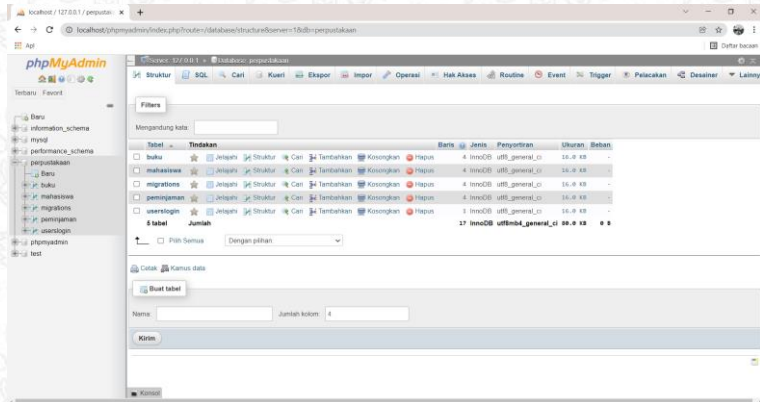 localhost / 127.0.0.1 / perpustak
localhost/phpmyadmin/index.php?route=/database/structure&server=1&db=perpustakaan
Apl
Daftar bacaan
phpMyAdmin
Terbaru Favorit
Baru
information_schema
mysql
performance_schema
perpustakaan
Baru
buku
mahasiswa
migrations
peminjaman
userslogin
phpmyadmin
test
Server: 127.0.0.1 » Database: perpustakaan
Struktur SQL Cari Kueri Ekspor Impor Operasi Hak Akses Routine Event Trigger Pelacakan Desainer Lainny
Filters
Mengandung kata:
Tabel Tindakan Baris Jenis Penyortiran Ukuran Beban
buku Jelajahi Struktur Cari Tambahkan Kosongkan Hapus 4 InnoDB utf8_general_ci 16.0 KB -
mahasiswa Jelajahi Struktur Cari Tambahkan Kosongkan Hapus 4 InnoDB utf8_general_ci 16.0 KB -
migrations Jelajahi Struktur Cari Tambahkan Kosongkan Hapus 4 InnoDB utf8_general_ci 16.0 KB -
peminjaman Jelajahi Struktur Cari Tambahkan Kosongkan Hapus 4 InnoDB utf8_general_ci 16.0 KB -
userslogin Jelajahi Struktur Cari Tambahkan Kosongkan Hapus 1 InnoDB utf8_general_ci 16.0 KB -
5 tabel Jumlah 17 InnoDB utf8mb4_general_ci 80.0 KB 0 B
Pilih Semua Dengan pilihan
Cetak Kamus data
Buat tabel
Nama: Jumlah kolom: 4
Kirim
Konsol